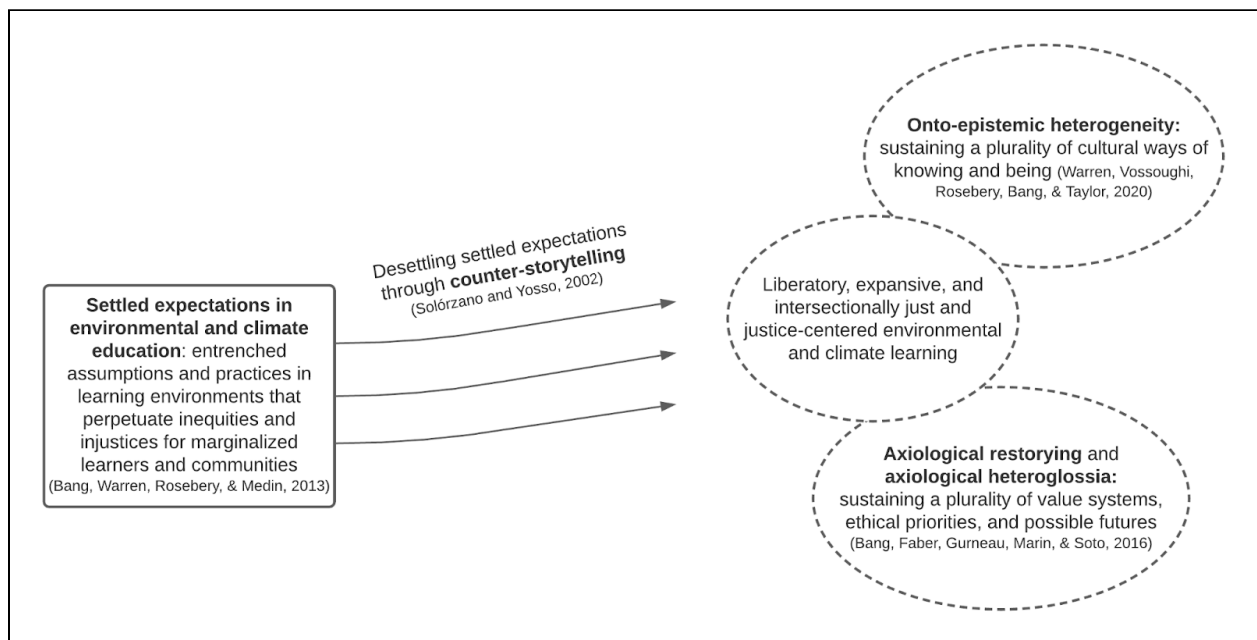 Settled expectations in
environmental and climate
education: entrenched
assumptions and practices in
learning environments that
perpetuate inequities and
injustices for marginalized
learners and communities
(Bang, Warren, Rosebery, & Medin, 2013)
Desettling settled expectations
through counter-storytelling
(Solórzano and Yosso, 2002)
Onto-epistemic heterogeneity:
sustaining a plurality of cultural ways of
knowing and being (Warren, Vossoughi,
Rosebery, Bang, & Taylor, 2020)
Liberatory, expansive, and
intersectionally just and
justice-centered environmental
and climate learning
Axiological restorying and
axiological heteroglossia:
sustaining a plurality of value systems,
ethical priorities, and possible futures
(Bang, Faber, Gurneau, Marin, & Soto, 2016)